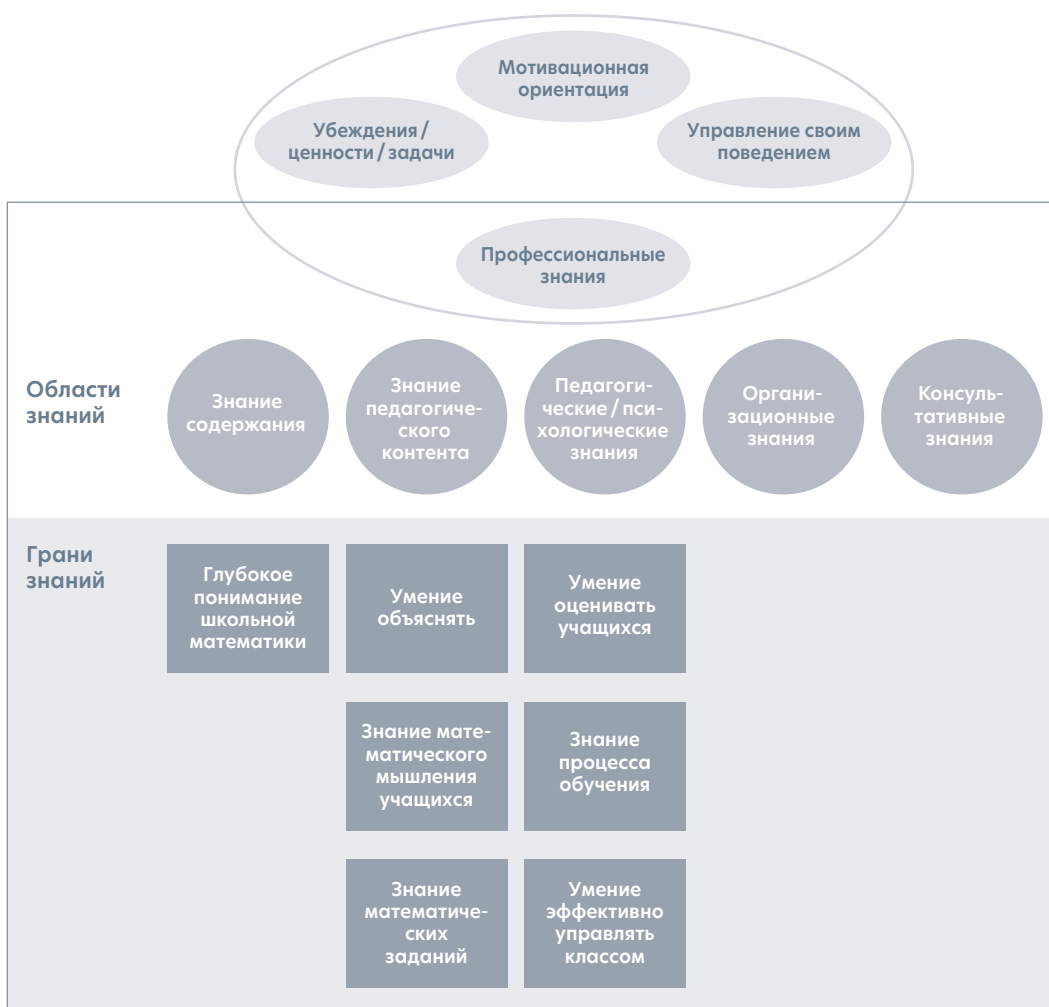 Мотивационная
ориентация
Убеждения / 
ценности / задачи
Управление своим
поведением
Профессиональные
знания
Области
знаний
Знание
содержания
Знание
педагогиче-
ского
контента
Педагоги-
ческие / пси-
хологические
знания
Органи-
зационные
знания
Консуль-
тативные
знания
Грани
знаний
Глубокое
понимание
школьной
математики
Умение
объяснять
Умение
оценивать
учащихся
Знание мате-
матического
мышления
учащихся
Знание
процесса
обучения
Знание
математиче-
ских
заданий
Умение
эффективно
управлять
классом